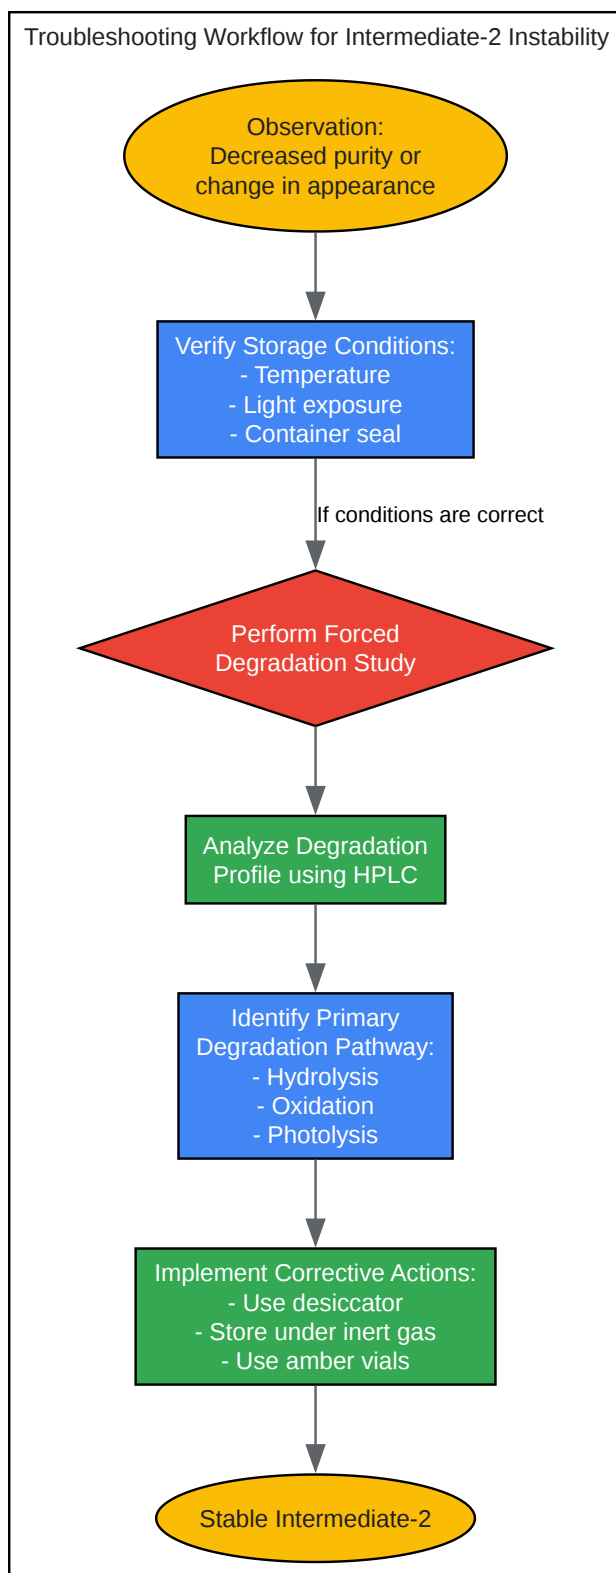 Troubleshooting Workflow for Intermediate-2 Instability
Observation:
Decreased purity or
change in appearance
Verify Storage Conditions:
- Temperature
- Light exposure
- Container seal
If conditions are correct
Perform Forced
Degradation Study
Analyze Degradation
Profile using HPLC
Identify Primary
Degradation Pathway:
- Hydrolysis
- Oxidation
- Photolysis
Implement Corrective Actions:
- Use desiccator
- Store under inert gas
- Use amber vials
Stable Intermediate-2